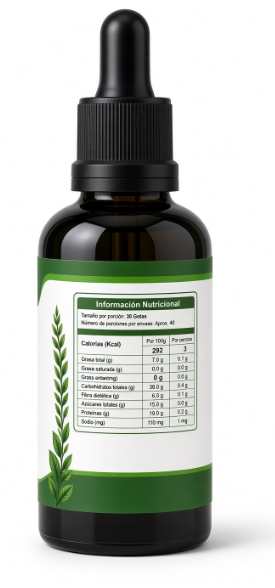 Información Nutricional
Tamaño por porción: 30 Gotas
Número de porciones por envase: Aprox. 40
Calorías (Kcal) Por 100g Por porción
292 3
Grasa total (g) 7.0 g 0.1 g
Grasa saturada (g) 0.0 g 0.0 g
Grasa 0 g 0.0 g
Carbohidratos totales (g) 38.0 g 0.4 g
Fibra dietética (g) 6.0 g 0.1 g
Azúcares totales (g) 15.0 g 0.0 g
Proteínas (g) 19.0 g 0.2 g
Sodio (mg) 110 mg 1 mg